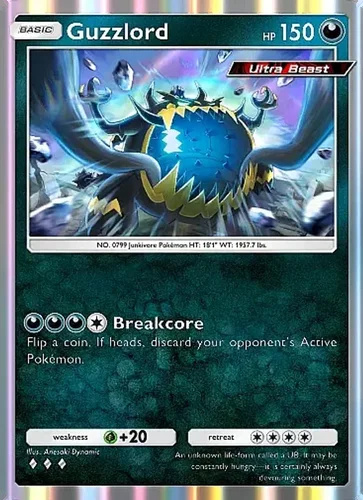 BASIC Guzzlord HP 150
Ultra Beast
NO. 0799 Junkivore Pokémon HT: 18'1" WT: 1957.7 lbs.
Breakcore
Flip a coin. If heads, discard your opponent's Active
Pokémon.
weakness +20 retreat
Illus. Anesaki Dynamic
An unknown life-form called a UB. It may be
constantly hungry—it is certainly always
devouring something.